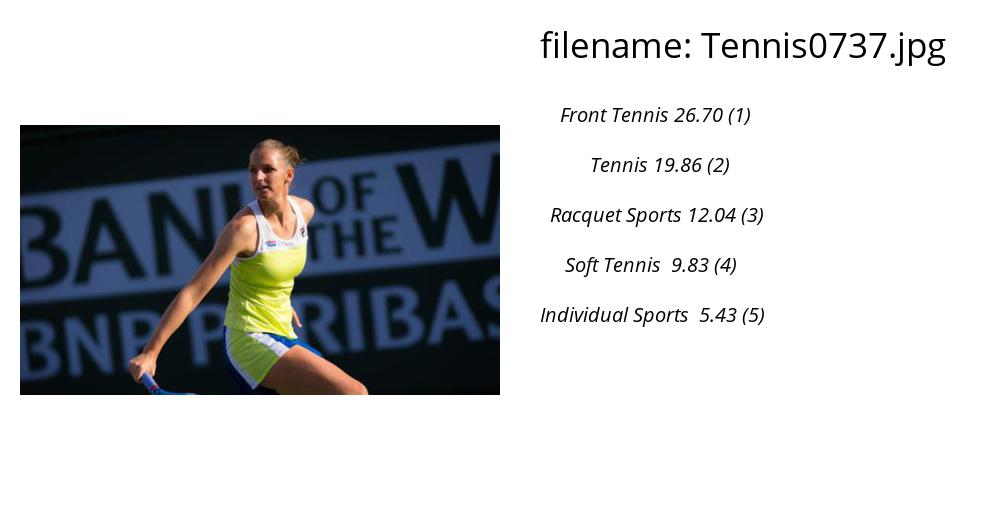 filename: Tennis0737.jpg
Front Tennis 26.70 (1)
Tennis 19.86 (2)
Racquet Sports 12.04 (3)
Soft Tennis 9.83 (4)
Individual Sports 5.43 (5)
BANK OF THE W
BNP PARIBAS